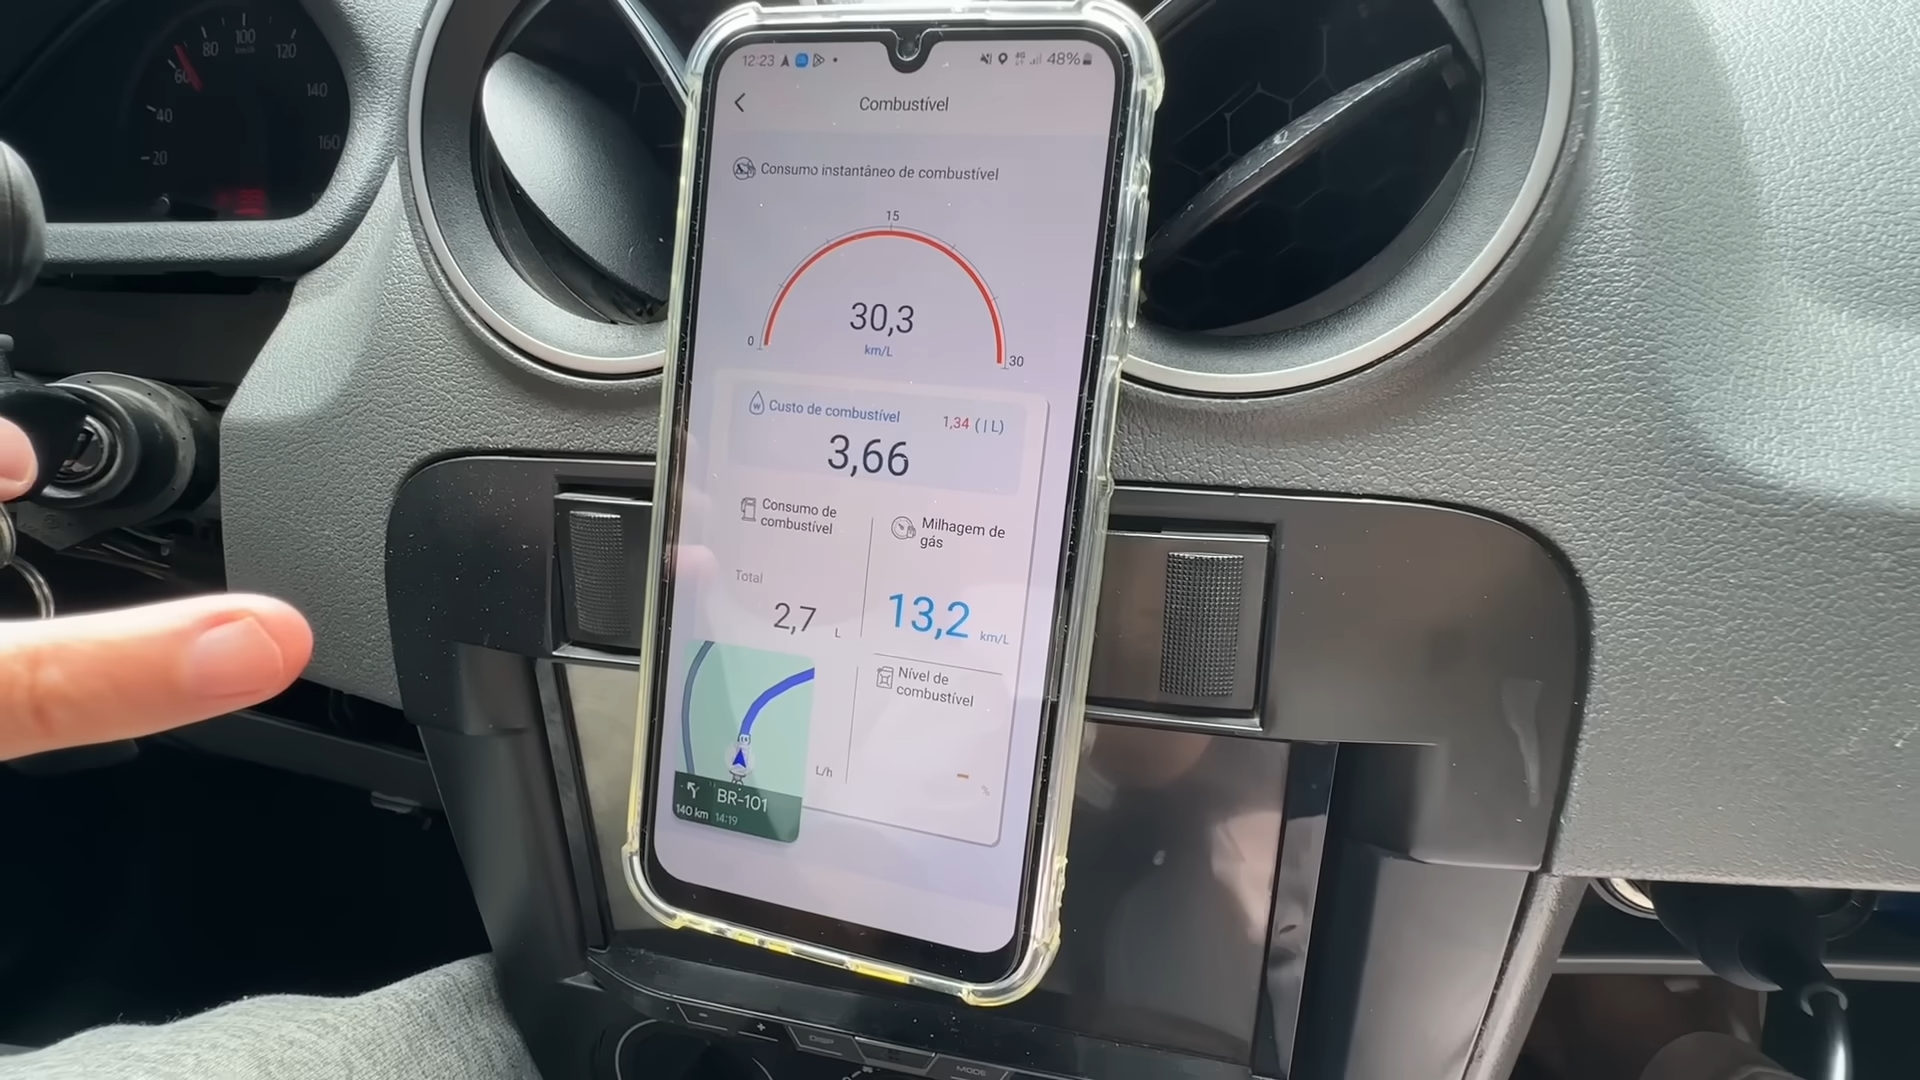 20
40
60
80
100
120
140
160
12:23
48%
Combustível
Consumo instantâneo de combustível
0
15
30
30,3
km/L
Custo de combustível
1,34 ( | L)
3,66
Consumo de
combustível
Total
2,7 L
Milhagem de
gás
13,2 km/L
L/h
Nível de
combustível
- %
BR-101
140 km 14:19
- +
DISP
MODE